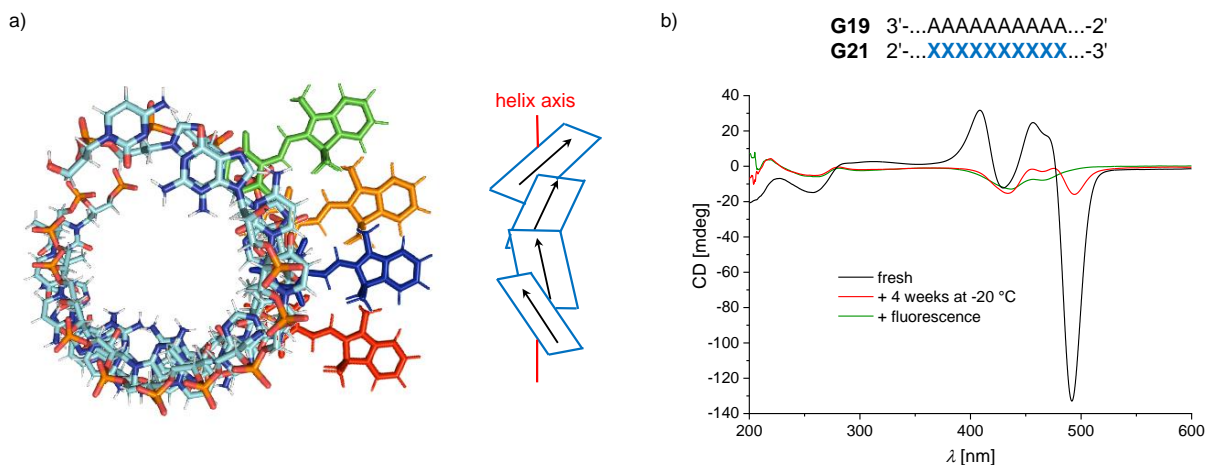 a)
helix axis
b)
G19 3'-...AAAAAAAAAA...-2'
G21 2'-...XXXXXXXXXX...-3'
CD [mdeg]
40
20
0
-20
-40
-60
-80
-100
-120
-140
fresh
+ 4 weeks at -20 °C
+ fluorescence
200
300
400
500
600
λ [nm]